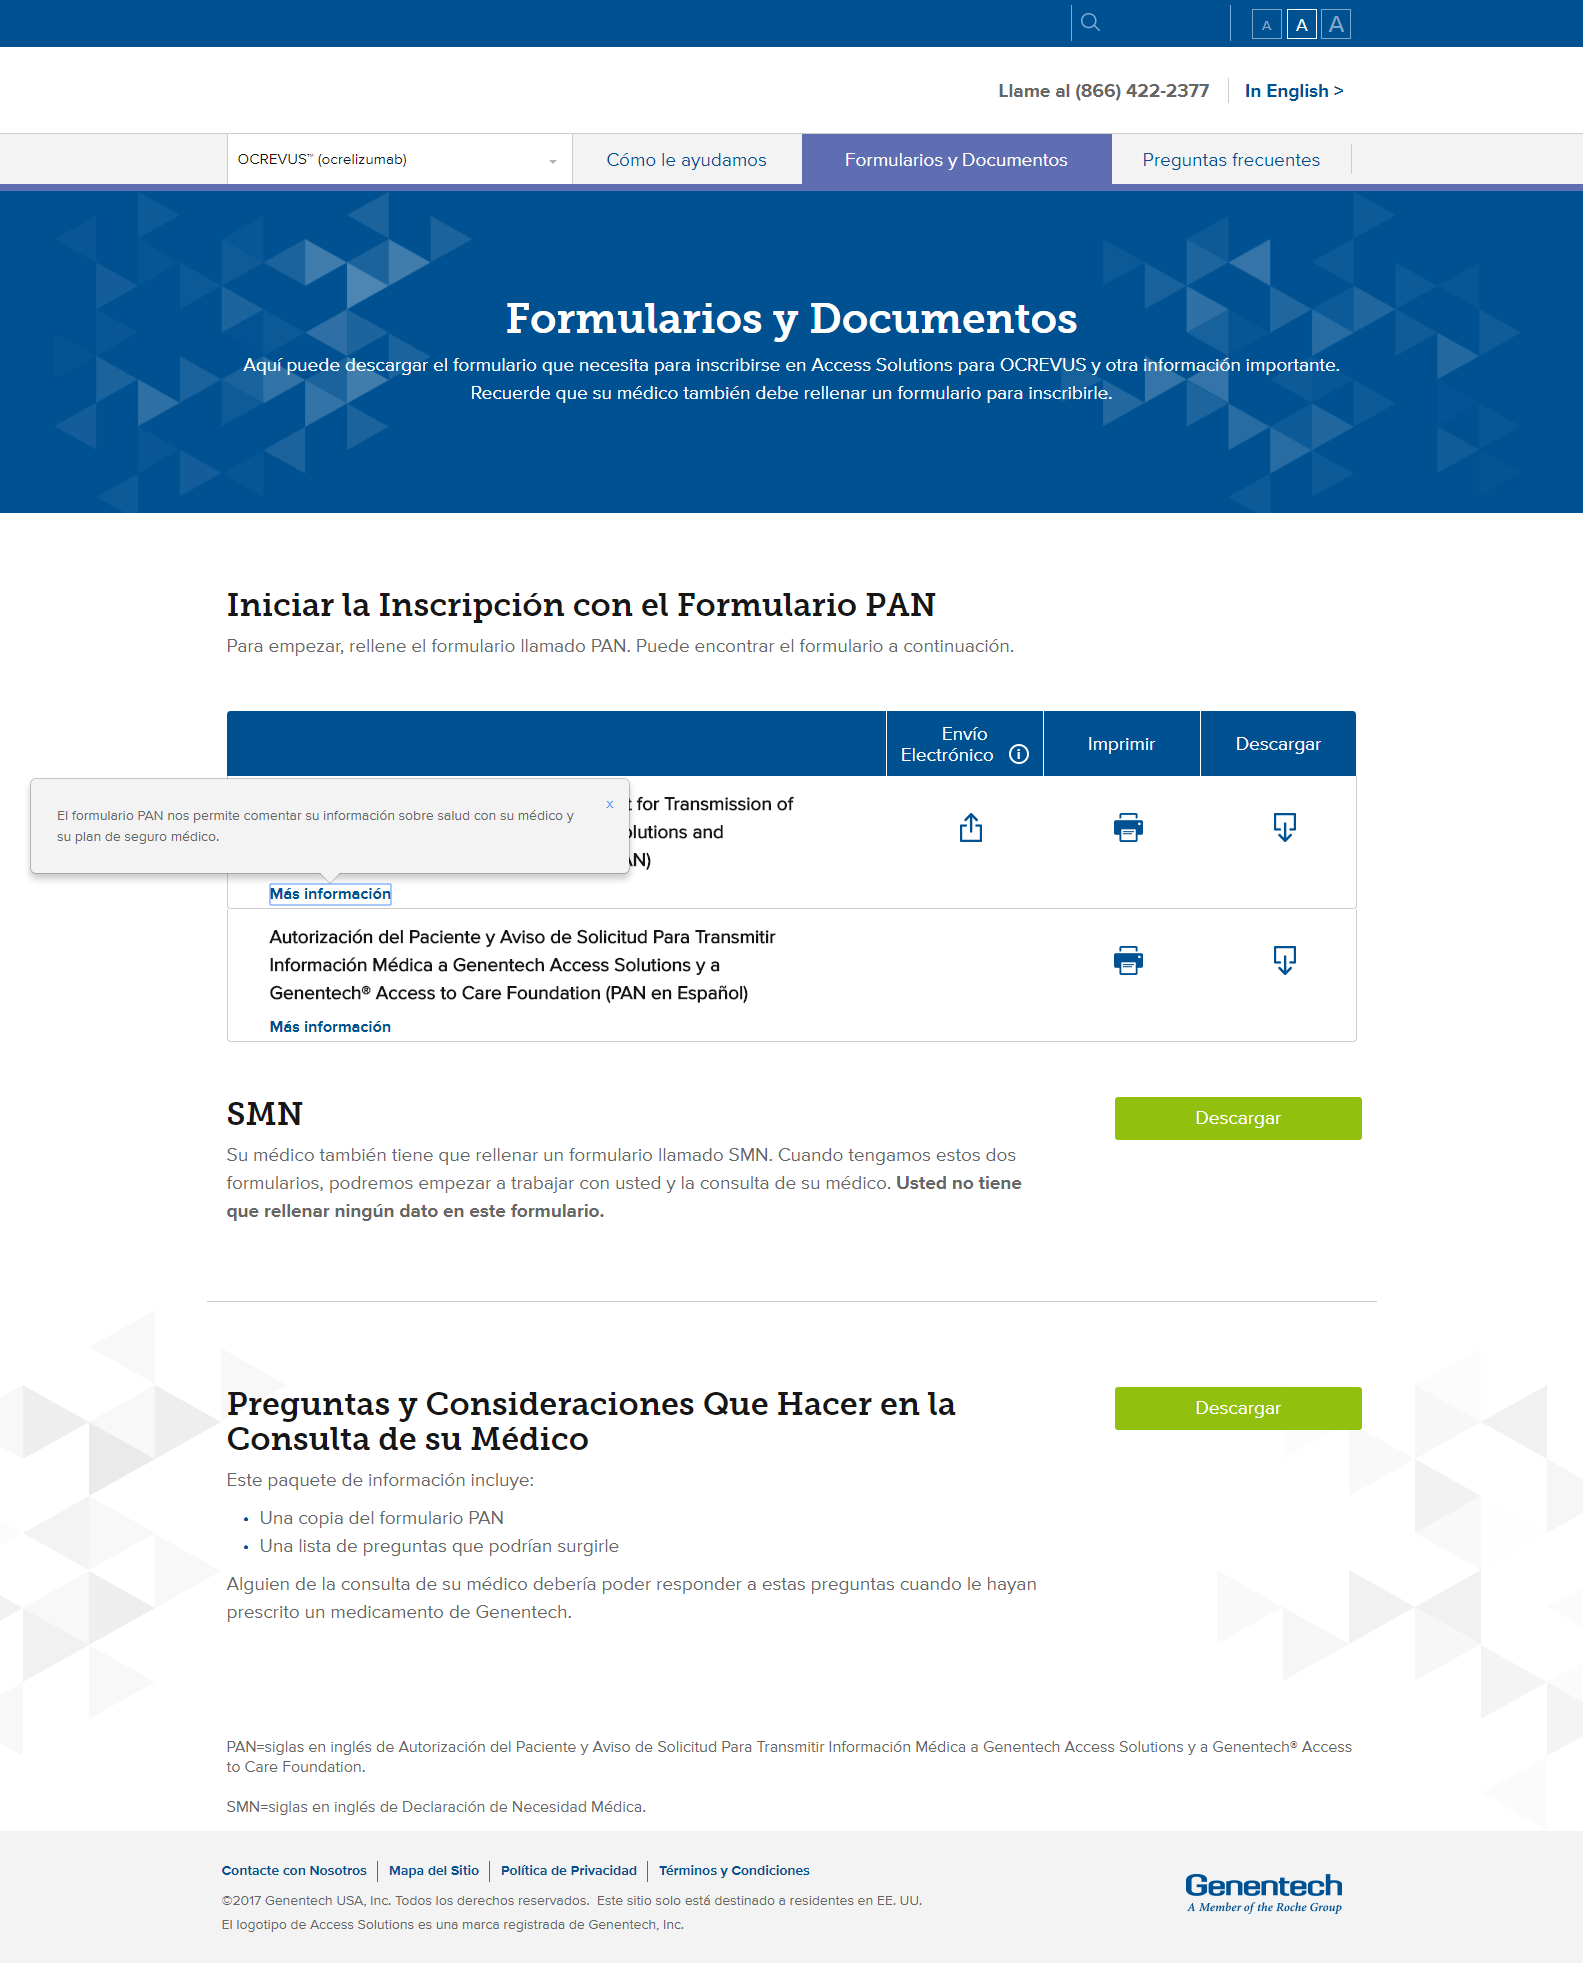 A A A
Llame al (866) 422-2377 In English >
OCREVUS™ (ocrelizumab) Cómo le ayudamos Formularios y Documentos Preguntas frecuentes
Formularios y Documentos
Aquí puede descargar el formulario que necesita para inscribirse en Access Solutions para OCREVUS y otra información importante.
Recuerde que su médico también debe rellenar un formulario para inscribirle.
Iniciar la Inscripción con el Formulario PAN
Para empezar, rellene el formulario llamado PAN. Puede encontrar el formulario a continuación.
Envío
Electrónico Imprimir Descargar
El formulario PAN nos permite comentar su información sobre salud con su médico y
su plan de seguro médico.
x
for Transmission of
and
Más información
Autorización del Paciente y Aviso de Solicitud Para Transmitir
Información Médica a Genentech Access Solutions y a
Genentech® Access to Care Foundation (PAN en Español)
Más información
SMN
Descargar
Su médico también tiene que rellenar un formulario llamado SMN. Cuando tengamos estos dos
formularios, podremos empezar a trabajar con usted y la consulta de su médico. Usted no tiene
que rellenar ningún dato en este formulario.
Preguntas y Consideraciones Que Hacer en la
Consulta de su Médico
Descargar
Este paquete de información incluye:
• Una copia del formulario PAN
• Una lista de preguntas que podrían surgirle
Alguien de la consulta de su médico debería poder responder a estas preguntas cuando le hayan
prescrito un medicamento de Genentech.
PAN=siglas en inglés de Autorización del Paciente y Aviso de Solicitud Para Transmitir Información Médica a Genentech Access Solutions y a Genentech® Access
to Care Foundation.
SMN=siglas en inglés de Declaración de Necesidad Médica.
Contacte con Nosotros Mapa del Sitio Política de Privacidad Términos y Condiciones
©2017 Genentech USA, Inc. Todos los derechos reservados. Este sitio solo está destinado a residentes en EE. UU.
El logotipo de Access Solutions es una marca registrada de Genentech, Inc.
Genentech
A Member of the Roche Group